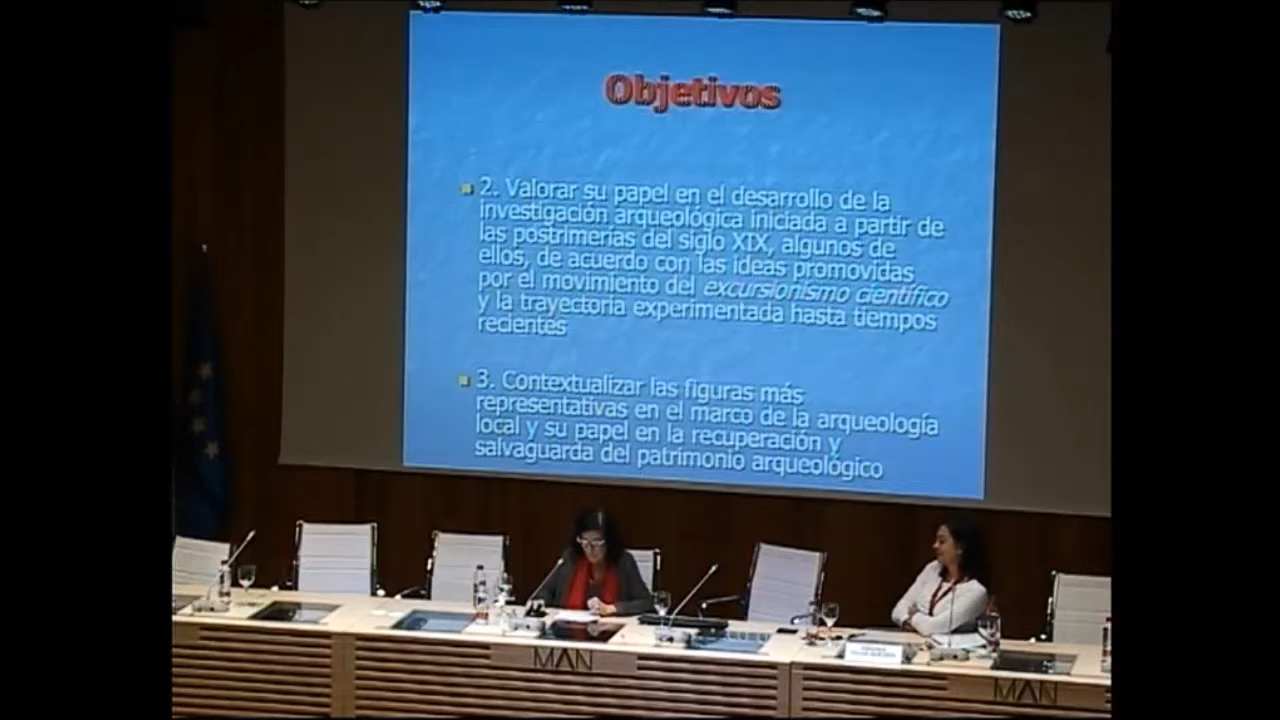 Objetivos
2. Valorar su papel en el desarrollo de la
investigación arqueológica iniciada a partir de
las postrimerías del siglo XIX, algunos de
ellos, de acuerdo con las ideas promovidas
por el movimiento del excursionismo científico
y la trayectoria experimentada hasta tiempos
recientes
3. Contextualizar las figuras más
representativas en el marco de la arqueología
local y su papel en la recuperación y
salvaguarda del patrimonio arqueológico
MAN
MAN